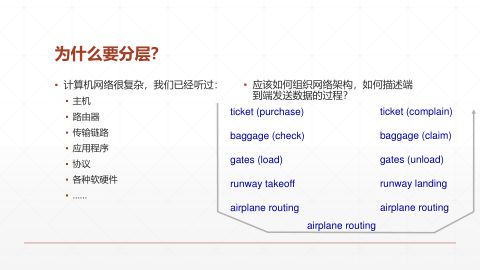 为什么要分层？
计算机网络很复杂，我们已经听过：
主机
路由器
传输链路
应用程序
协议
各种软硬件
……
应该如何组织网络架构，如何描述端
到端发送数据的过程？
ticket (purchase)
ticket (complain)
baggage (check)
baggage (claim)
gates (load)
gates (unload)
runway takeoff
runway landing
airplane routing
airplane routing
airplane routing